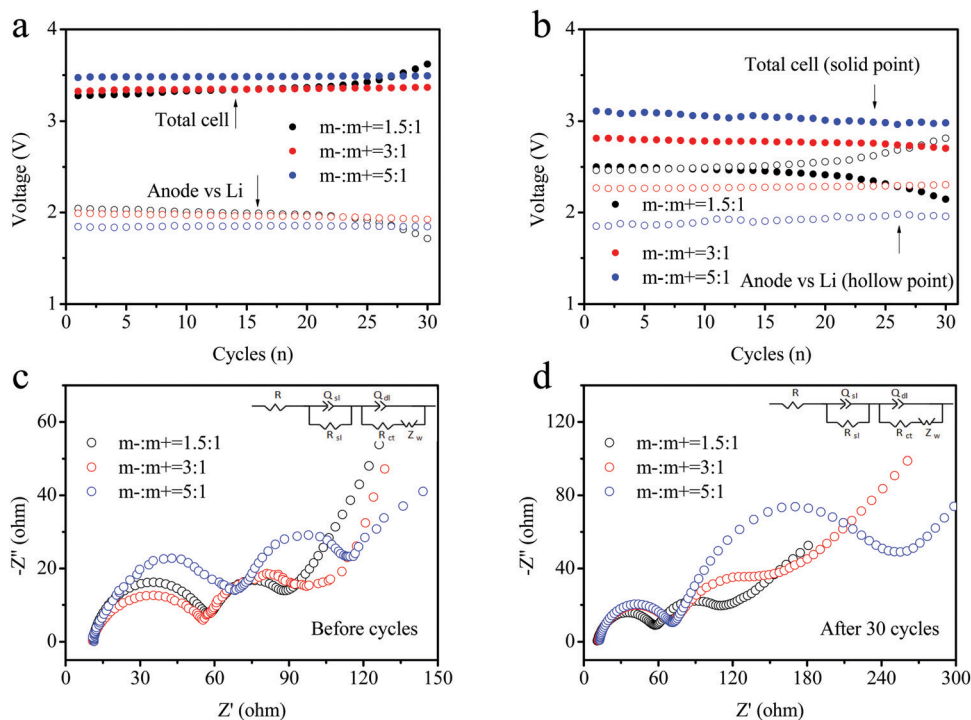 a
4
3
2
1
Voltage (V)
0
5
10
15
20
25
30
Cycles (n)
Total cell
m-:m+=1.5:1
m-:m+=3:1
m-:m+=5:1
Anode vs Li
b
4
3
2
1
Voltage (V)
0
5
10
15
20
25
30
Cycles (n)
Total cell (solid point)
m-:m+=1.5:1
m-:m+=3:1
m-:m+=5:1
Anode vs Li (hollow point)
c
80
60
40
20
0
-Z'' (ohm)
0
30
60
90
120
150
Z' (ohm)
R
Q sl
Q dl
R sl
R ct
Z w
m-:m+=1.5:1
m-:m+=3:1
m-:m+=5:1
Before cycles
d
120
80
40
0
-Z'' (ohm)
0
60
120
180
240
300
Z' (ohm)
R
Q sl
Q dl
R sl
R ct
Z w
m-:m+=1.5:1
m-:m+=3:1
m-:m+=5:1
After 30 cycles